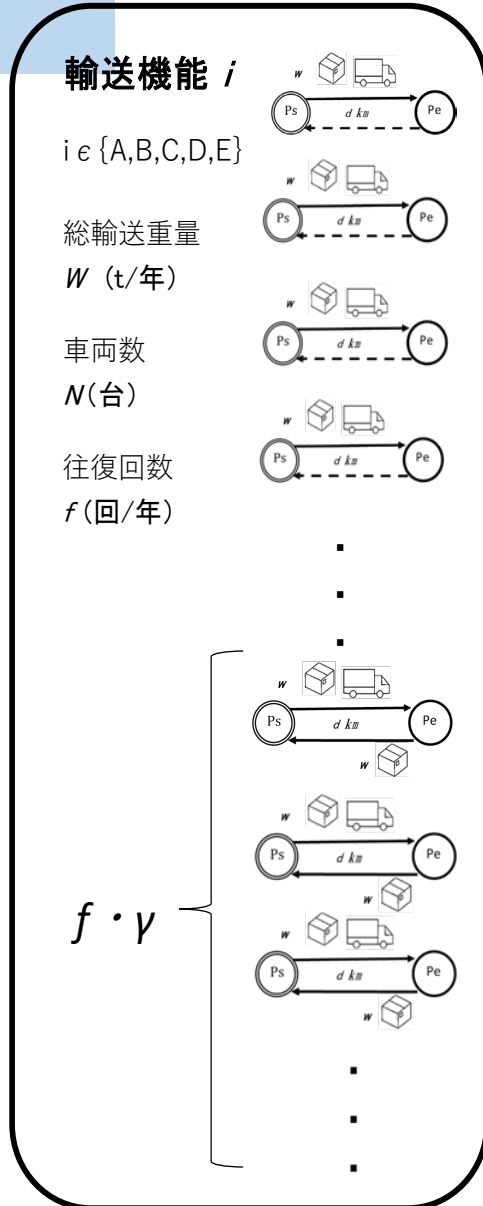 輸送機能 i
i ϵ {A,B,C,D,E}
総輸送重量
W (t/年)
車両数
N(台)
往復回数
f(回/年)
w
Ps d km Pe
w
Ps d km Pe
w
Ps d km Pe
w
Ps d km Pe
w
Ps d km Pe
w
w
Ps d km Pe
w
f・γ
w
Ps d km Pe
w